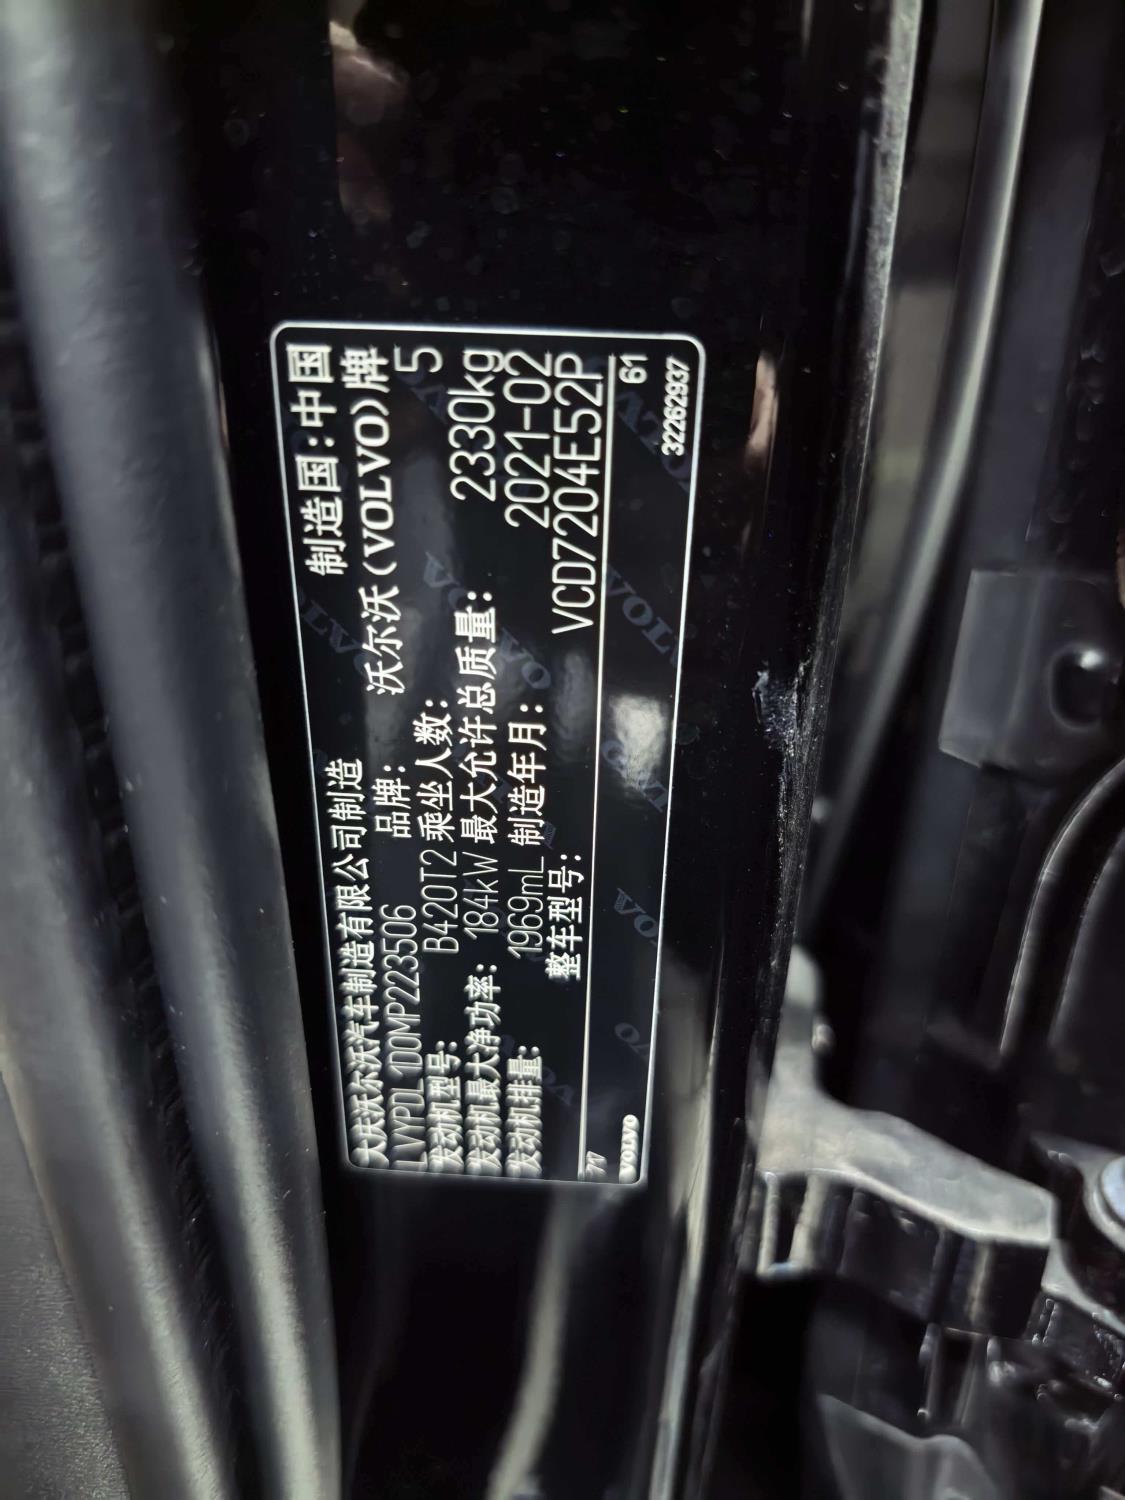 大庆沃尔沃汽车制造有限公司制造 制造国:中国
LVYPDL1D0MP223506 品牌: 沃尔沃(VOLVO)牌
发动机型号: B420T2 乘坐人数: 5
发动机最大净功率: 184kW 最大允许总质量: 2330kg
发动机排量: 1969mL 制造年月: 2021-02
整车型号: VCD7204E52P
717 61
VOLVO 32262937